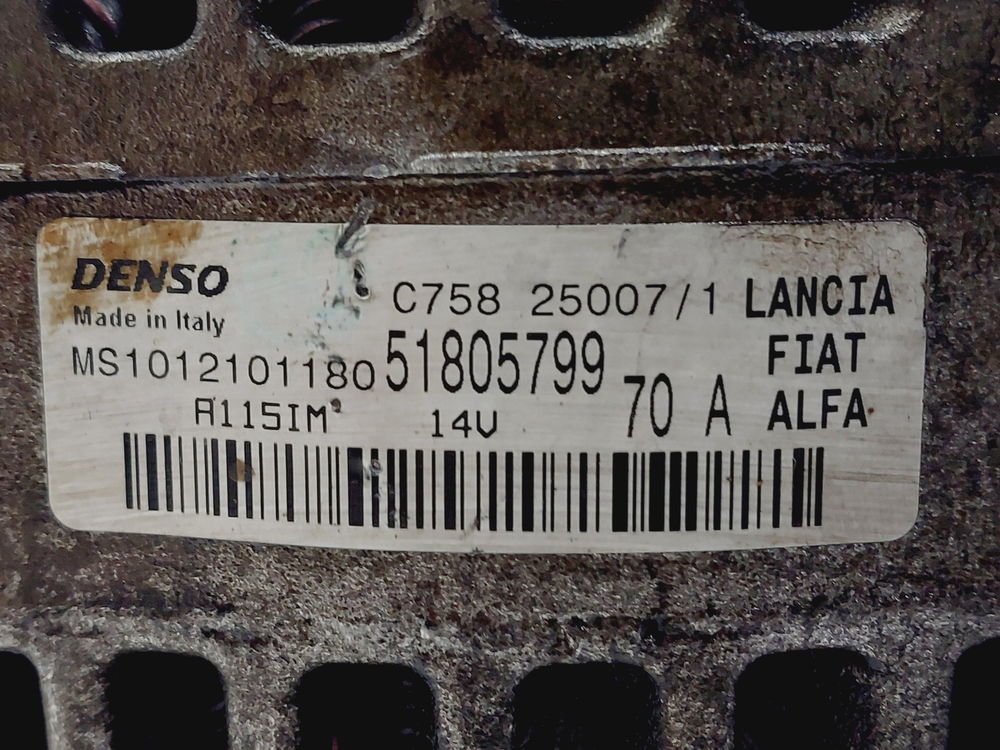 DENSO
Made in Italy
C758 25007/1 LANCIA
MS1012101180 51805799 FIAT
A115IM 14V 70 A ALFA